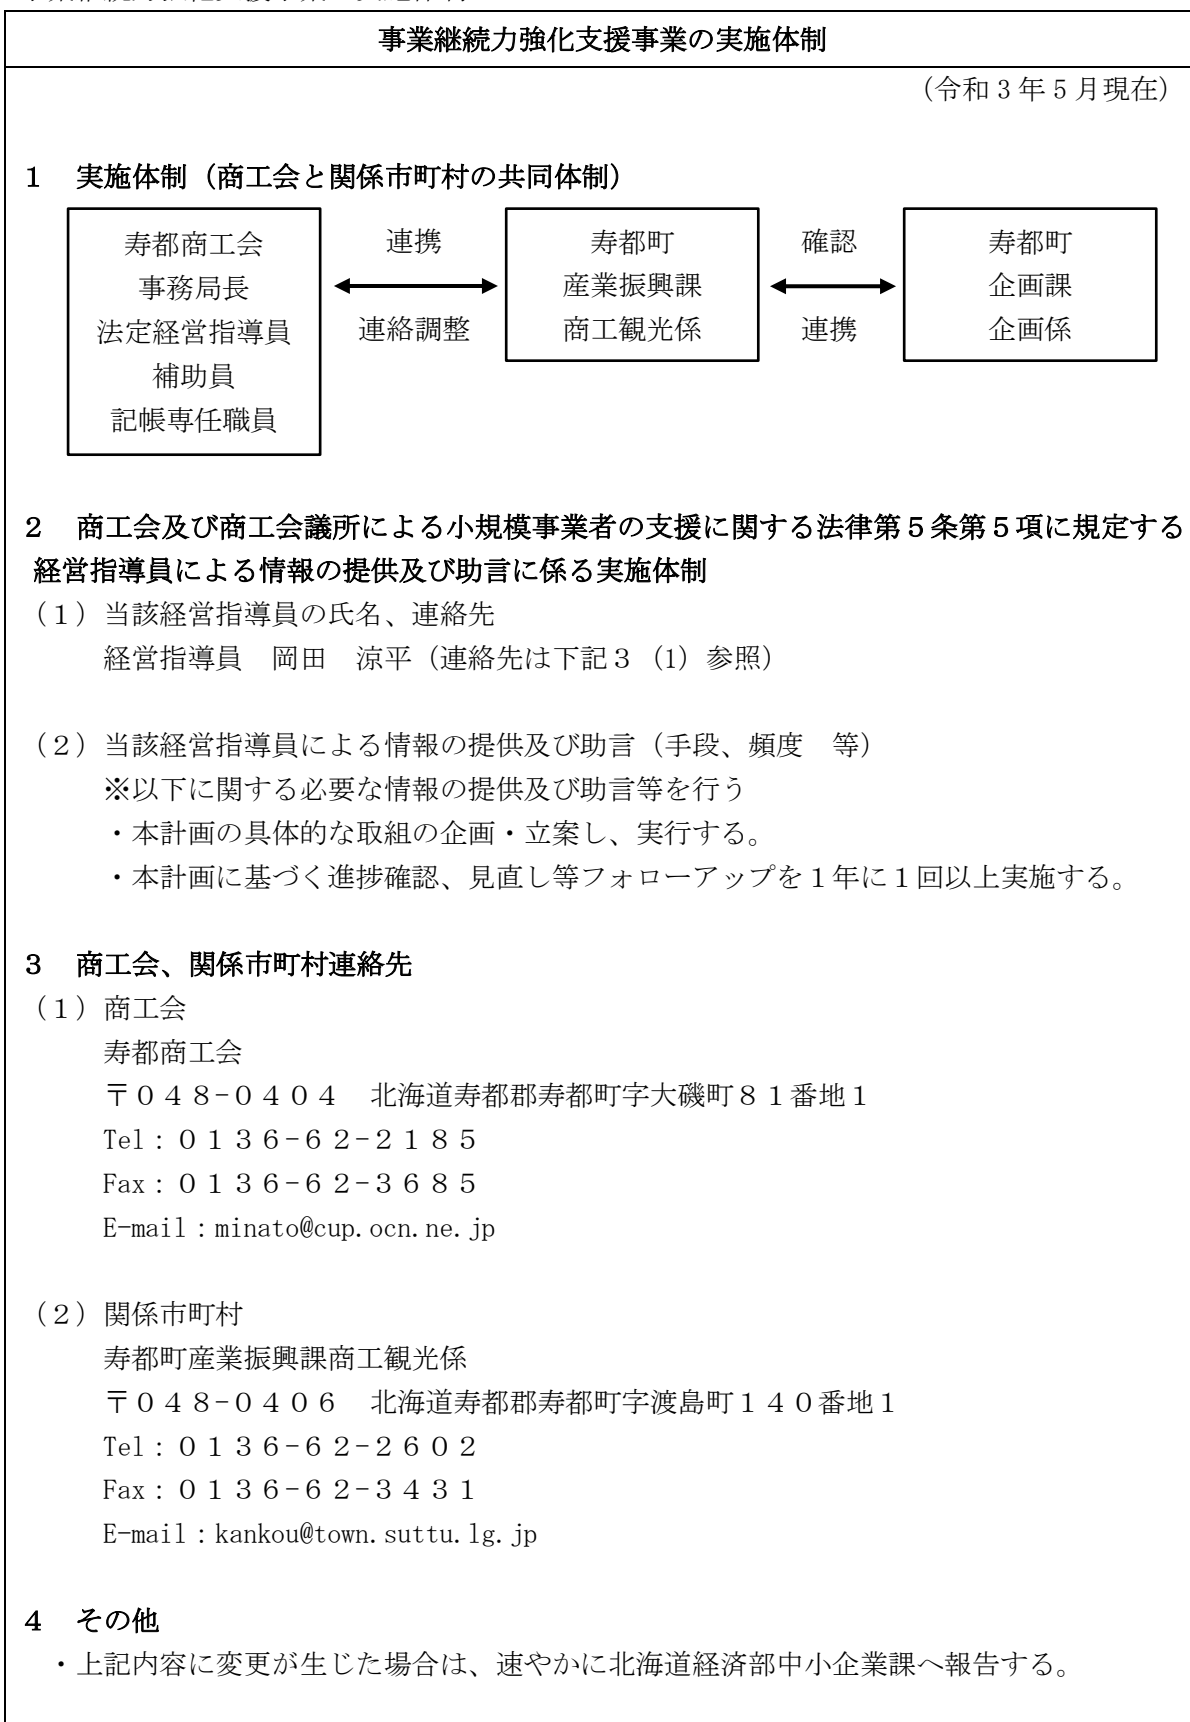 事業継続力強化支援事業の実施体制
（令和３年５月現在）
１　実施体制（商工会と関係市町村の共同体制）
寿都商工会
事務局長
法定経営指導員
補助員
記帳専任職員
連携
連絡調整
寿都町
産業振興課
商工観光係
確認
連携
寿都町
企画課
企画係
２　商工会及び商工会議所による小規模事業者の支援に関する法律第５条第５項に規定する
経営指導員による情報の提供及び助言に係る実施体制
（１）当該経営指導員の氏名、連絡先
経営指導員　岡田　涼平（連絡先は下記３（1）参照）
（２）当該経営指導員による情報の提供及び助言（手段、頻度　等）
※以下に関する必要な情報の提供及び助言等を行う
・本計画の具体的な取組の企画・立案し、実行する。
・本計画に基づく進捗確認、見直し等フォローアップを１年に１回以上実施する。
３　商工会、関係市町村連絡先
（１）商工会
寿都商工会
〒０４８-０４０４　北海道寿都郡寿都町字大磯町８１番地１
Tel：０１３６-６２-２１８５
Fax：０１３６-６２-３６８５
E-mail：minato@cup.ocn.ne.jp
（２）関係市町村
寿都町産業振興課商工観光係
〒０４８-０４０６　北海道寿都郡寿都町字渡島町１４０番地１
Tel：０１３６-６２-２６０２
Fax：０１３６-６２-３４３１
E-mail：kankou@town.suttu.lg.jp
４　その他
・上記内容に変更が生じた場合は、速やかに北海道経済部中小企業課へ報告する。